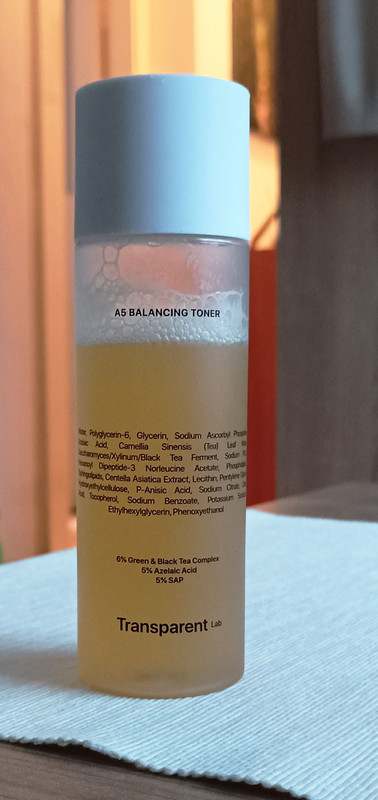 A5 BALANCING TONER
Polyglycerin-6, Glycerin, Sodium Ascorbyl
Acid, Camellia Sinensis (Tea) Leaf
Saccharomyces/Xylinum/Black Tea Ferment, Sodium
Dipeptide-3 Norleucine Acetate,
Centella Asiatica Extract, Lecithin, Pentylene
P-Anisic Acid, Sodium Citrate,
Tocopherol, Sodium Benzoate, Potassium
Ethylhexylglycerin, Phenoxyethanol
6% Green & Black Tea Complex
5% Azelaic Acid
5% SAP
Transparent Lab